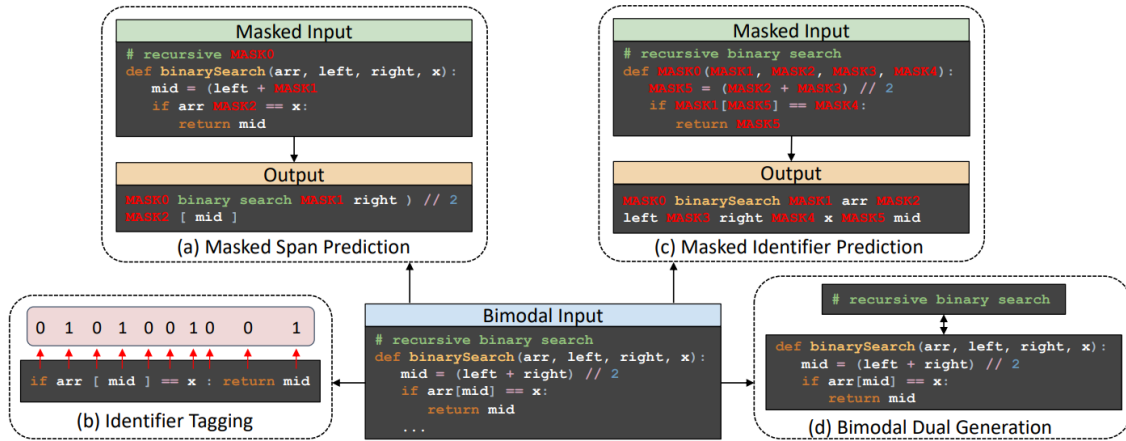 Masked Input
# recursive MASK0
def binarySearch(arr, left, right, x):
mid = (left + MASK1
if arr MASK2 == x:
return mid
Output
MASK0 binary search MASK1 right ) // 2
MASK2 [ mid ]
(a) Masked Span Prediction
Masked Input
# recursive binary search
def MASK0(MASK1, MASK2, MASK3, MASK4):
MASK5 = (MASK2 + MASK3) // 2
if MASK1[MASK5] == MASK4:
return MASK5
Output
MASK0 binarySearch MASK1 arr MASK2
left MASK3 right MASK4 x MASK5 mid
(c) Masked Identifier Prediction
0 1 0 1 0 0 1 0 0 1
if arr [ mid ] == x : return mid
(b) Identifier Tagging
Bimodal Input
# recursive binary search
def binarySearch(arr, left, right, x):
mid = (left + right) // 2
if arr[mid] == x:
return mid
...
# recursive binary search
def binarySearch(arr, left, right, x):
mid = (left + right) // 2
if arr[mid] == x:
return mid
(d) Bimodal Dual Generation